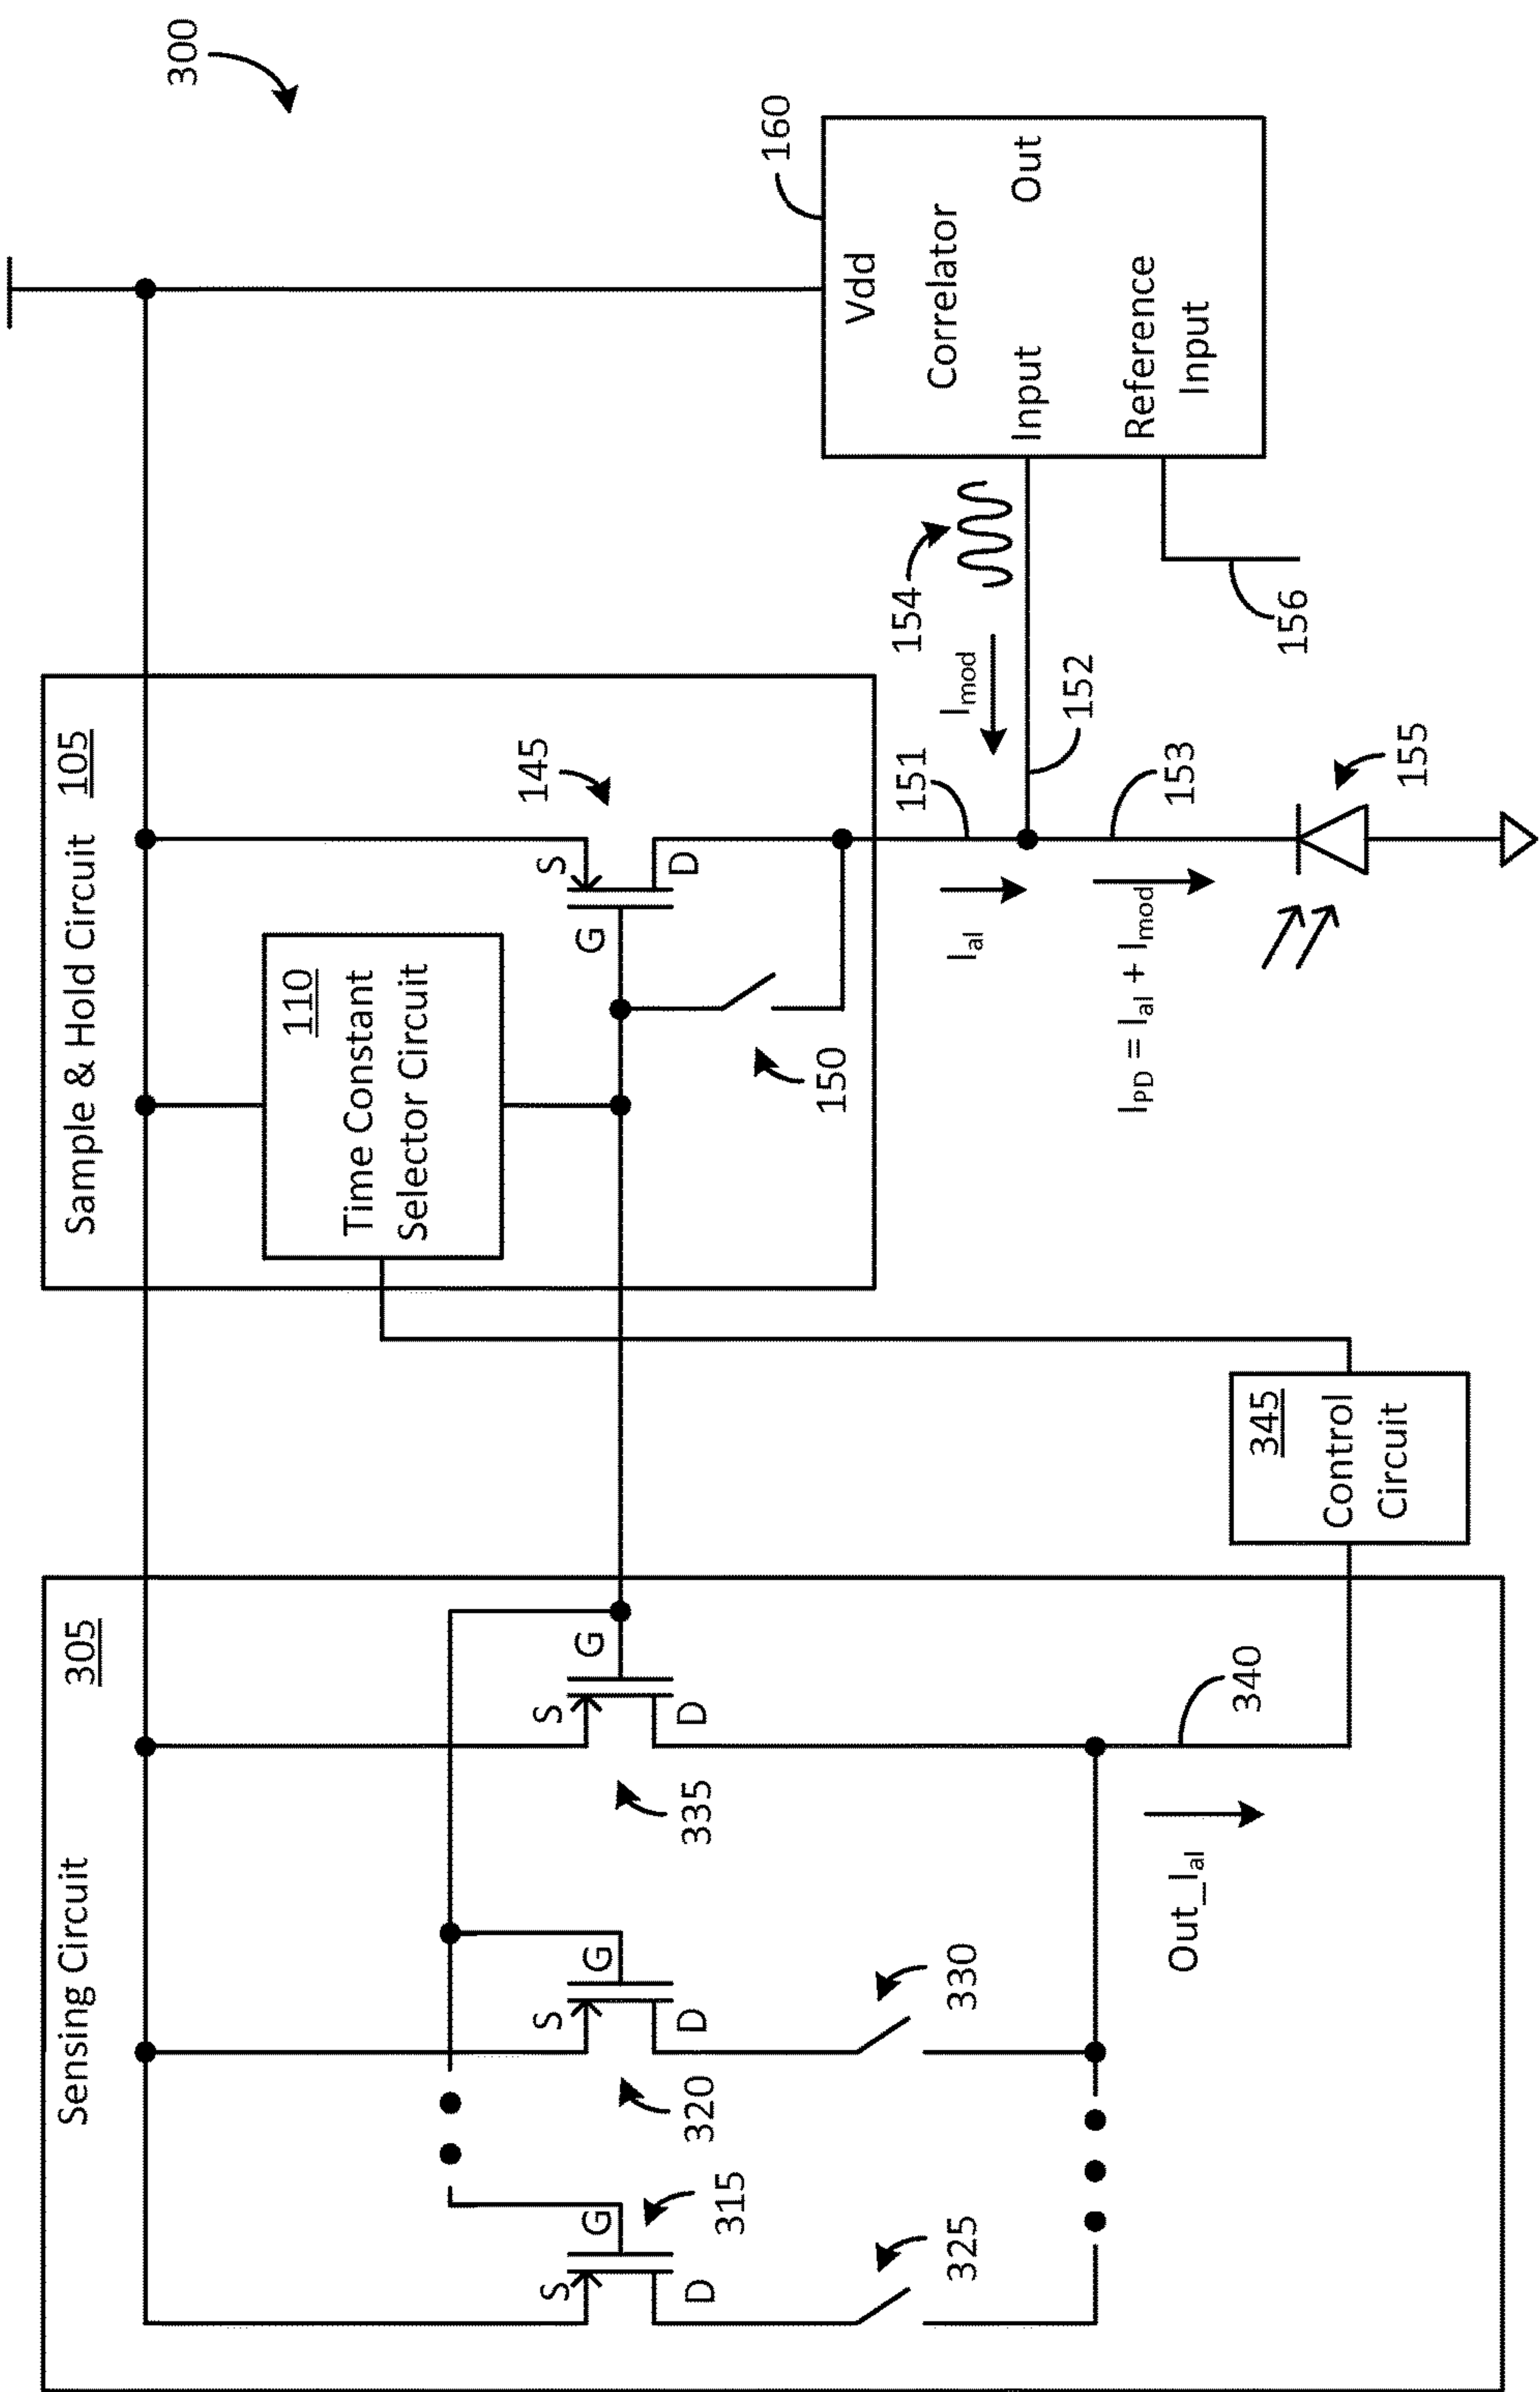 300
Sensing Circuit
305
S
G
D
315
325
S
G
D
320
330
S
G
D
335
340
Out_Ial
345
Control
Circuit
Sample & Hold Circuit
105
110
Time Constant
Selector Circuit
150
S
G
D
145
151
Ial
Imod
152
153
154
IPD = Ial + Imod
155
156
160
Vdd
Correlator
Input
Out
Reference
Input